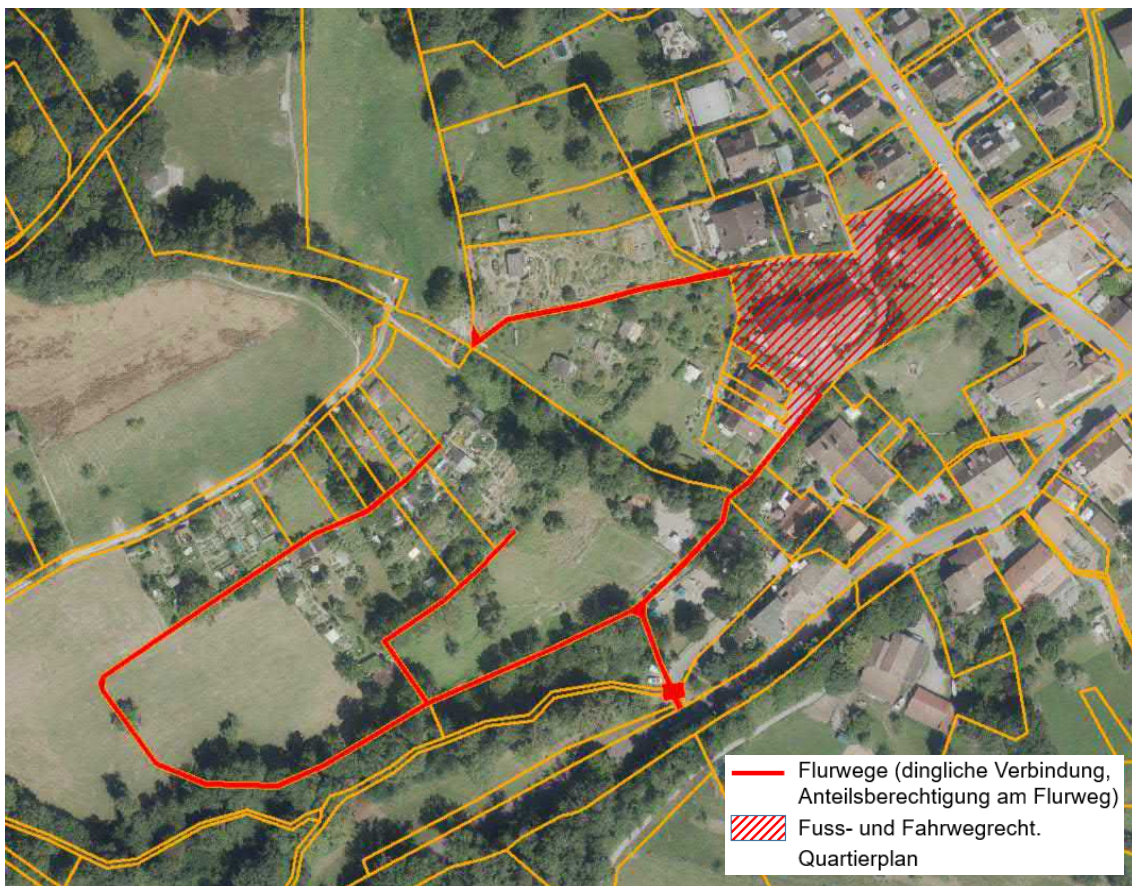 Flurwege (dingliche Verbindung,
Anteilsberechtigung am Flurweg)
Fuss- und Fahrwegrecht.
Quartierplan